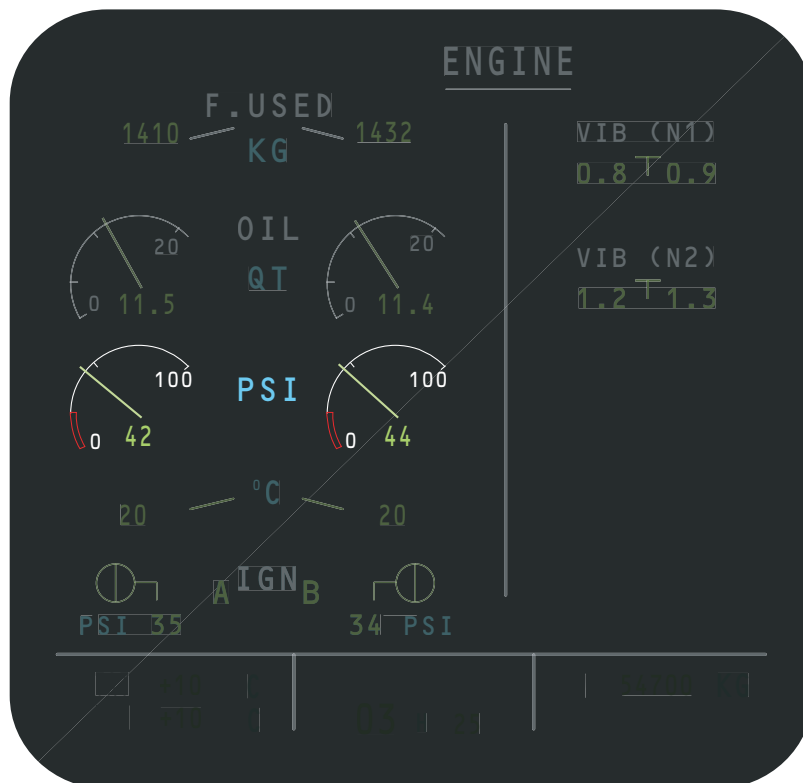 ENGINE
F.USED
1410 1432
KG
VIB (N1)
0.8 0.9
OIL
20 20
QT
0 0
11.5 11.4
VIB (N2)
1.2 1.3
100 PSI 100
0 0
42 44
°C
20 20
IGN
A B
PSI 35 34 PSI